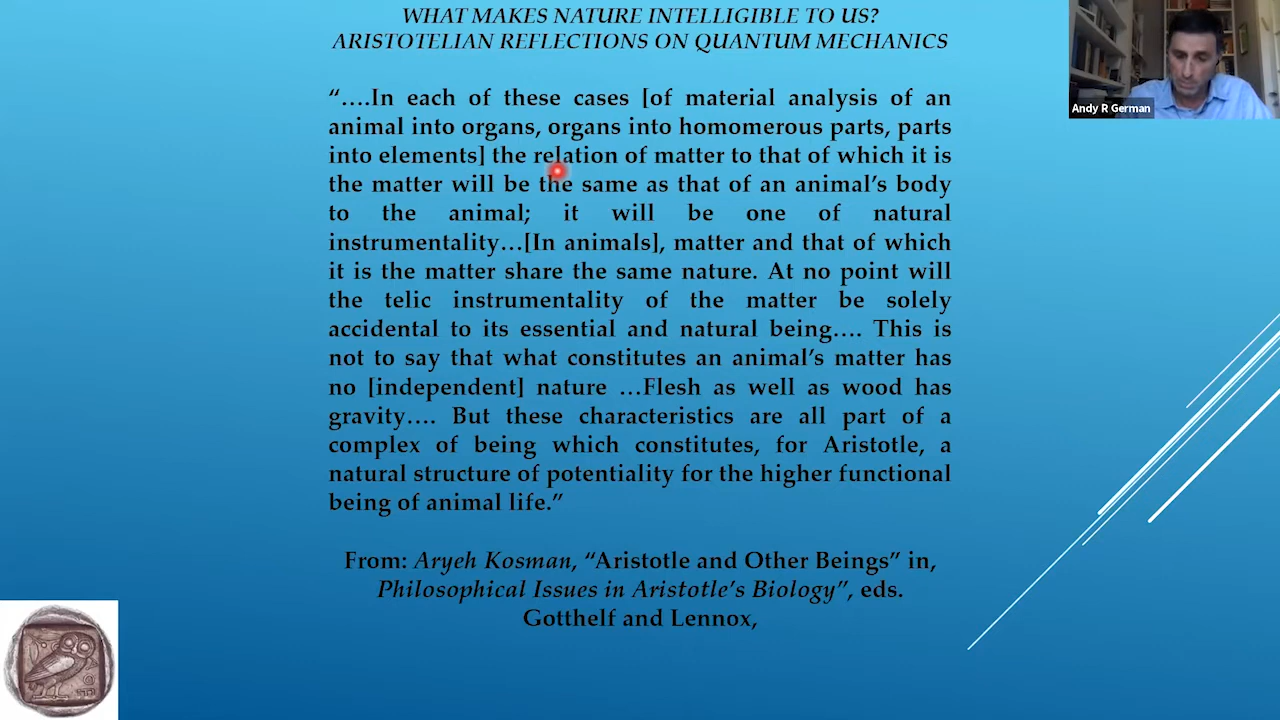 WHAT MAKES NATURE INTELLIGIBLE TO US?
ARISTOTELIAN REFLECTIONS ON QUANTUM MECHANICS
“….In each of these cases [of material analysis of an
animal into organs, organs into homomerous parts, parts
into elements] the relation of matter to that of which it is
the matter will be the same as that of an animal’s body
to the animal; it will be one of natural
instrumentality…[In animals], matter and that of which
it is the matter share the same nature. At no point will
the telic instrumentality of the matter be solely
accidental to its essential and natural being…. This is
not to say that what constitutes an animal’s matter has
no [independent] nature …Flesh as well as wood has
gravity…. But these characteristics are all part of a
complex of being which constitutes, for Aristotle, a
natural structure of potentiality for the higher functional
being of animal life.”
From: Aryeh Kosman, “Aristotle and Other Beings” in,
Philosophical Issues in Aristotle’s Biology”, eds.
Gotthelf and Lennox,
Andy R German